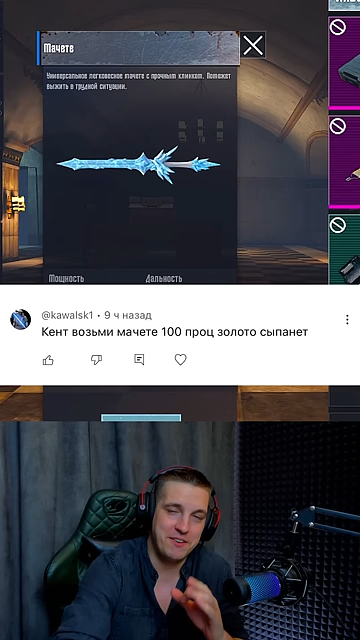 Мачете
Универсальное легковесное мачете с прочным клинком. Поможет
выжить в трудной ситуации.
Мощность Дальность
@kawalsk1 • 9 ч назад
Кент возьми мачете 100 проц золото сыпанет